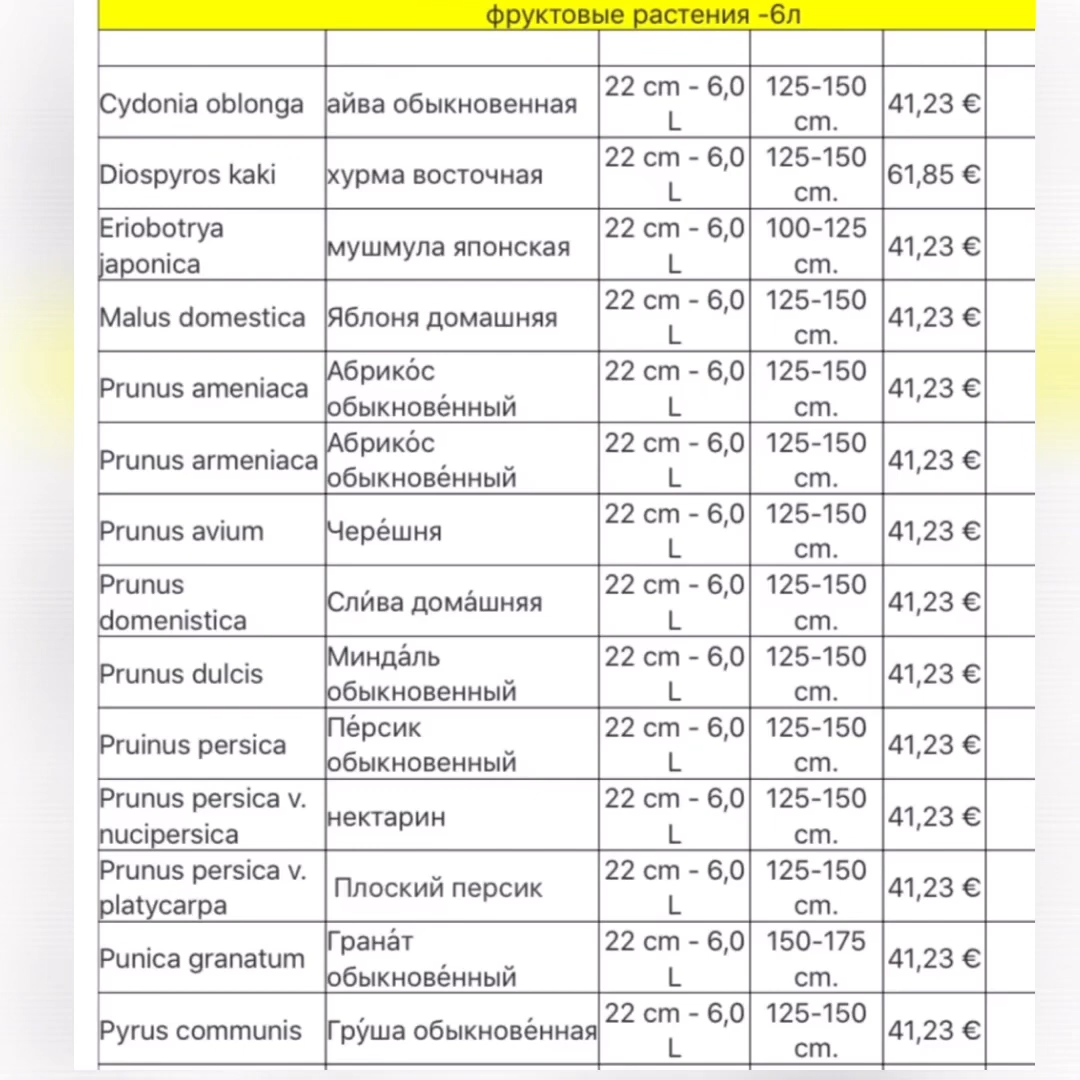 фруктовые растения -6л
Cydonia oblonga айва обыкновенная 22 cm - 6,0 L 125-150 cm. 41,23 €
Diospyros kaki хурма восточная 22 cm - 6,0 L 125-150 cm. 61,85 €
Eriobotrya japonica мушмула японская 22 cm - 6,0 L 100-125 cm. 41,23 €
Malus domestica Яблоня домашняя 22 cm - 6,0 L 125-150 cm. 41,23 €
Prunus ameniaca Абрико́с обыкнове́нный 22 cm - 6,0 L 125-150 cm. 41,23 €
Prunus armeniaca Абрико́с обыкнове́нный 22 cm - 6,0 L 125-150 cm. 41,23 €
Prunus avium Чере́шня 22 cm - 6,0 L 125-150 cm. 41,23 €
Prunus domenistica Сли́ва дома́шняя 22 cm - 6,0 L 125-150 cm. 41,23 €
Prunus dulcis Минда́ль обыкновенный 22 cm - 6,0 L 125-150 cm. 41,23 €
Pruinus persica Пе́рсик обыкновенный 22 cm - 6,0 L 125-150 cm. 41,23 €
Prunus persica v. nucipersica нектарин 22 cm - 6,0 L 125-150 cm. 41,23 €
Prunus persica v. platycarpa Плоский персик 22 cm - 6,0 L 125-150 cm. 41,23 €
Punica granatum Грана́т обыкнове́нный 22 cm - 6,0 L 150-175 cm. 41,23 €
Pyrus communis Гру́ша обыкнове́нная 22 cm - 6,0 L 125-150 cm. 41,23 €